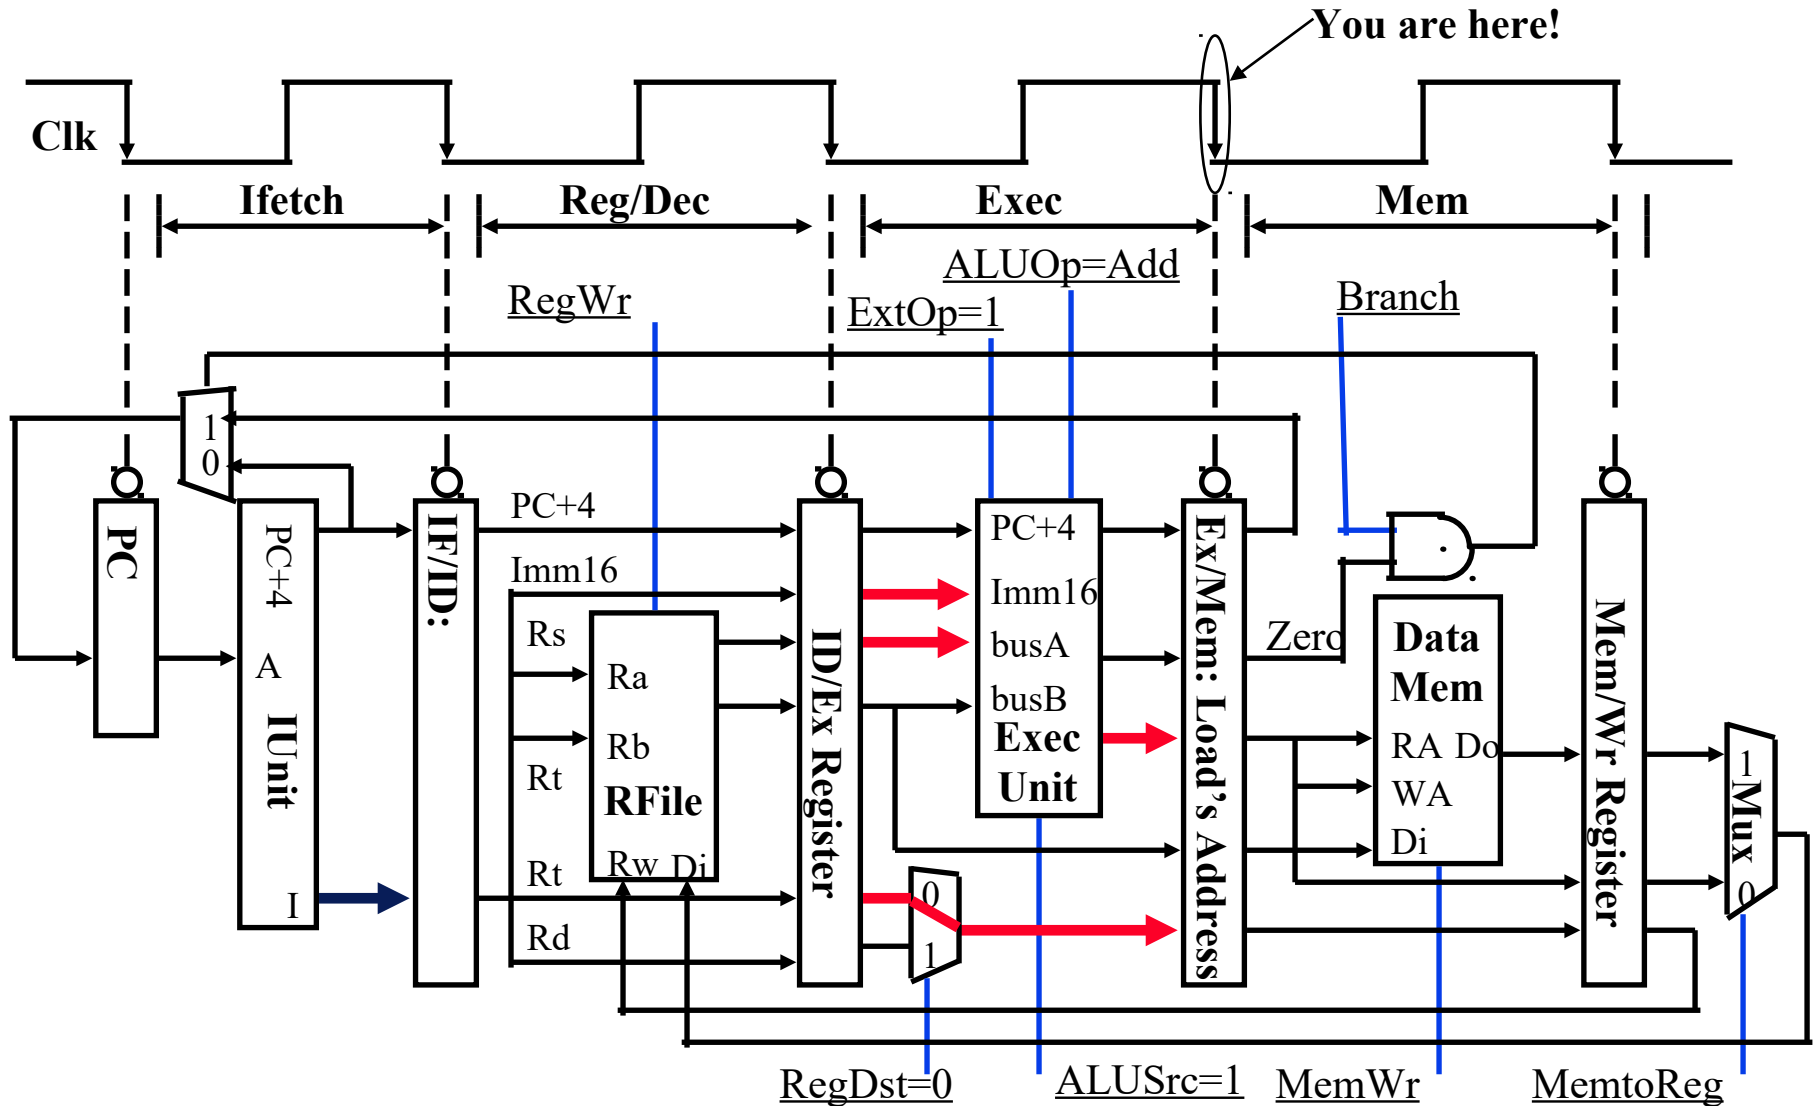 You are here!
Clk
Ifetch
Reg/Dec
Exec
Mem
ALUOp=Add
RegWr
ExtOp=1
Branch
1
0
PC
PC+4
A
IUnit
I
IF/ID:
PC+4
Imm16
Rs
Ra
Rb
Rt
RFile
Rw Di
Rt
Rd
ID/Ex Register
0
1
PC+4
Imm16
busA
busB
Exec
Unit
Ex/Mem: Load's Address
Zero
Data
Mem
RA Do
WA
Di
Mem/Wr Register
1
Mux
0
RegDst=0
ALUSrc=1
MemWr
MemtoReg